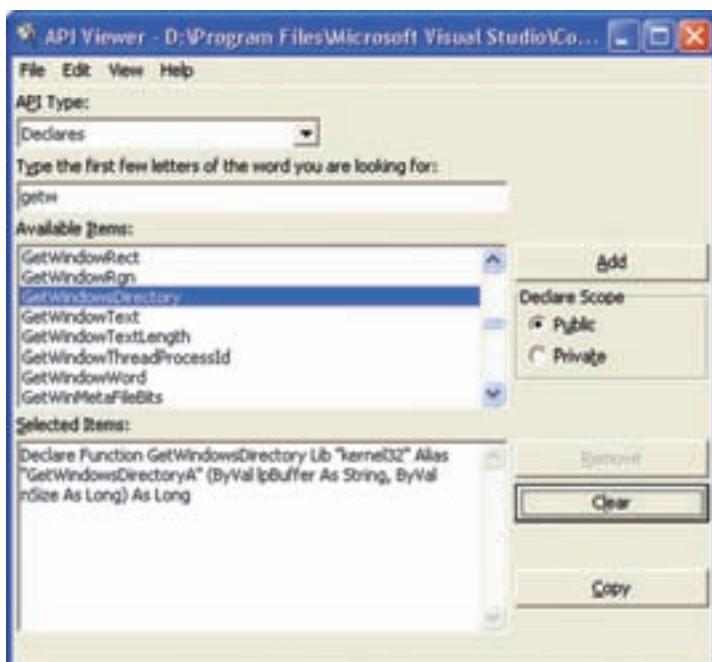 API Viewer - D:\Program Files\Microsoft Visual Studio\Co...
File Edit View Help
API Type:
Declares
Type the first few letters of the word you are looking for:
getw
Available Items:
GetWindowRect
GetWindowRgn
GetWindowsDirectory
GetWindowText
GetWindowTextLength
GetWindowThreadProcessId
GetWindowWord
GetWinMetaFileBits
Add
Declare Scope
Public
Private
Selected Items:
Declare Function GetWindowsDirectory Lib "kernel32" Alias
"GetWindowsDirectoryA" (ByVal lpBuffer As String, ByVal
nSize As Long) As Long
Remove
Clear
Copy